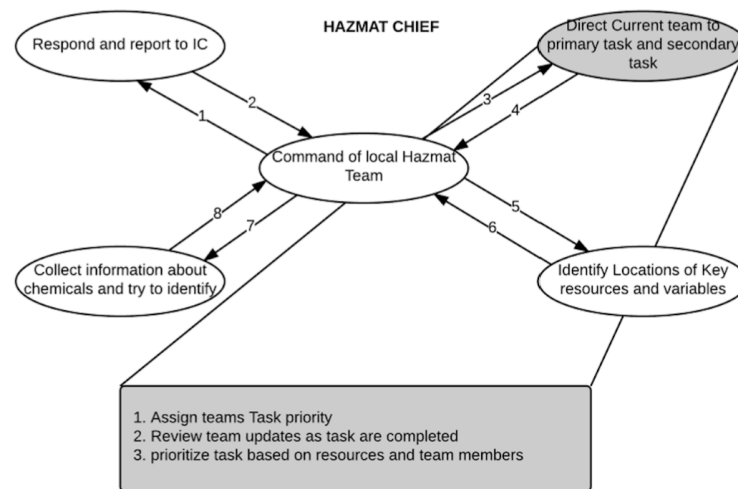 HAZMAT CHIEF
Respond and report to IC
Direct Current team to
primary task and secondary
task
1
2
3
4
Command of local Hazmat
Team
8
7
5
6
Collect information about
chemicals and try to identify
Identify Locations of Key
resources and variables
1. Assign teams Task priority
2. Review team updates as task are completed
3. prioritize task based on resources and team members